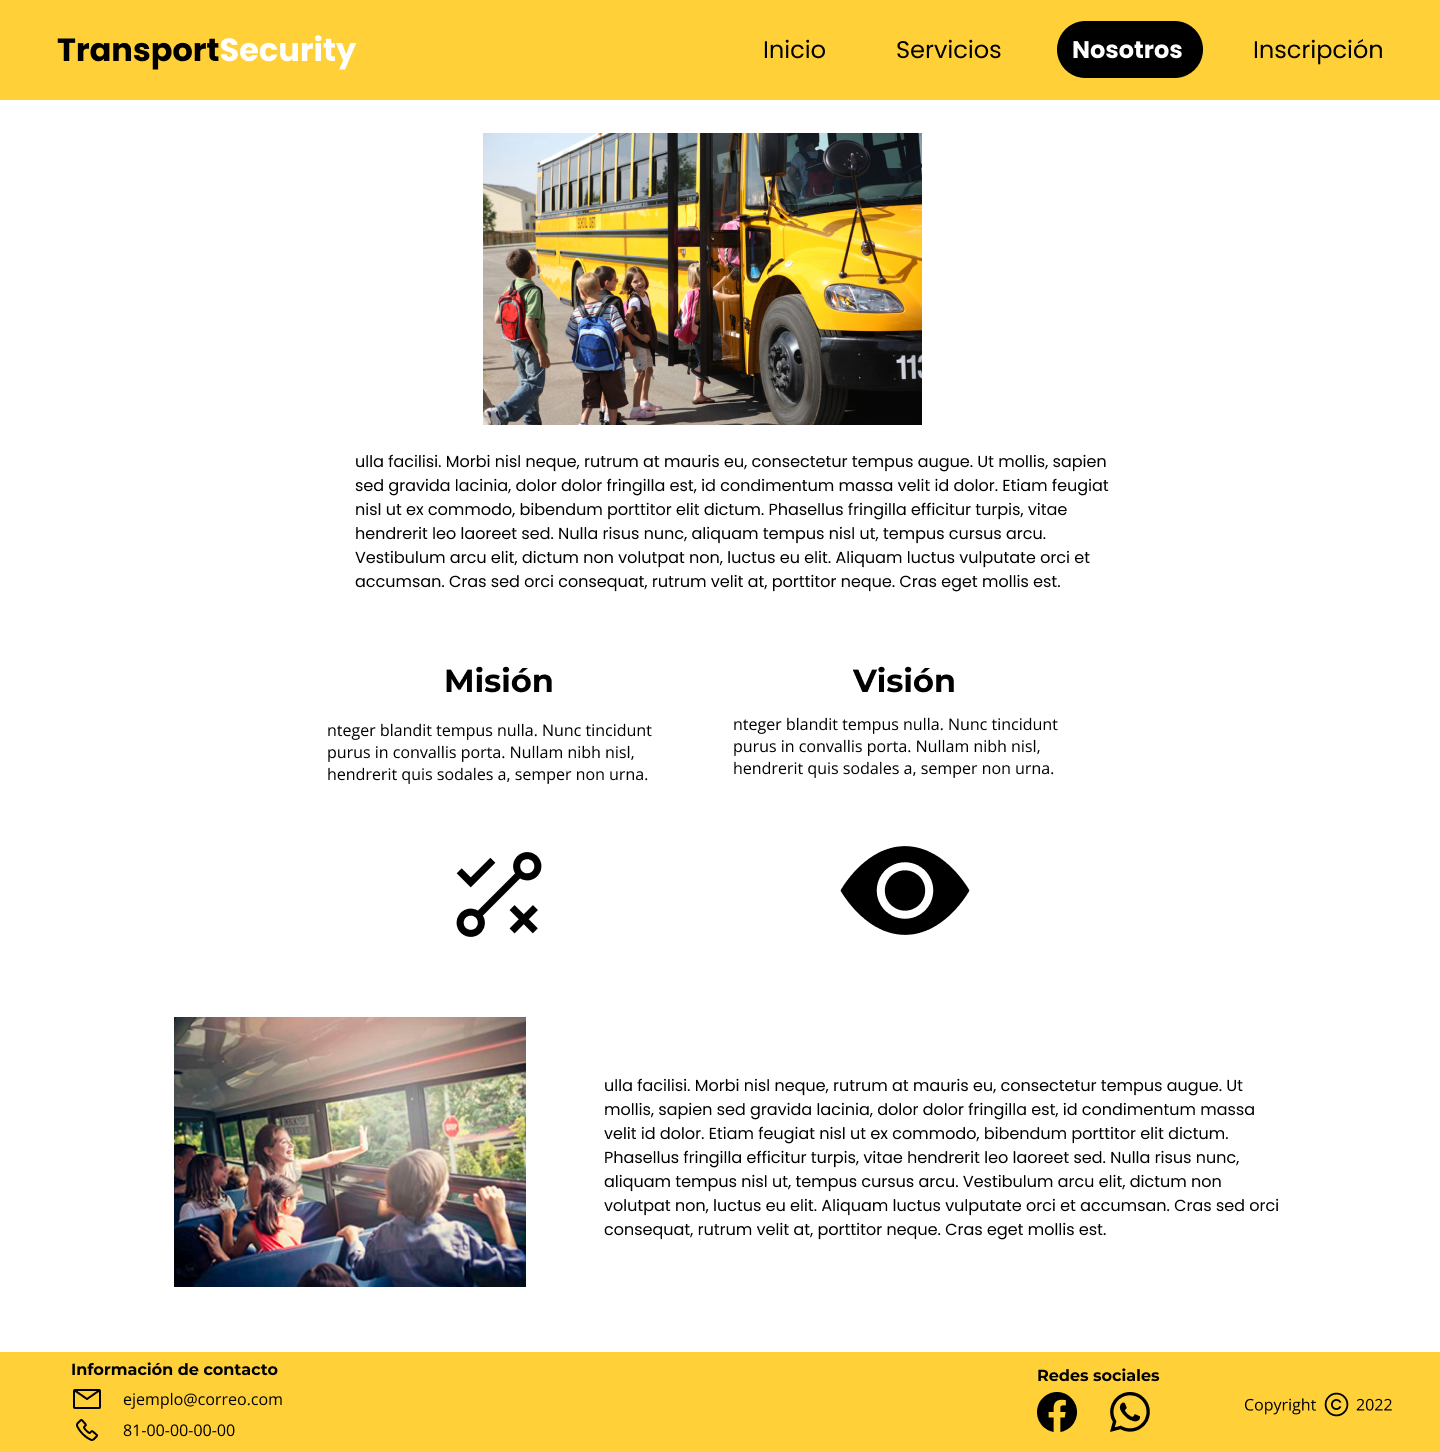 TransportSecurity
Inicio Servicios Nosotros Inscripción
SCHOOL BUS
113
ulla facilisi. Morbi nisl neque, rutrum at mauris eu, consectetur tempus augue. Ut mollis, sapien
sed gravida lacinia, dolor dolor fringilla est, id condimentum massa velit id dolor. Etiam feugiat
nisl ut ex commodo, bibendum porttitor elit dictum. Phasellus fringilla efficitur turpis, vitae
hendrerit leo laoreet sed. Nulla risus nunc, aliquam tempus nisl ut, tempus cursus arcu.
Vestibulum arcu elit, dictum non volutpat non, luctus eu elit. Aliquam luctus vulputate orci et
accumsan. Cras sed orci consequat, rutrum velit at, porttitor neque. Cras eget mollis est.
Misión
nteger blandit tempus nulla. Nunc tincidunt
purus in convallis porta. Nullam nibh nisl,
hendrerit quis sodales a, semper non urna.
Visión
nteger blandit tempus nulla. Nunc tincidunt
purus in convallis porta. Nullam nibh nisl,
hendrerit quis sodales a, semper non urna.
ulla facilisi. Morbi nisl neque, rutrum at mauris eu, consectetur tempus augue. Ut
mollis, sapien sed gravida lacinia, dolor dolor fringilla est, id condimentum massa
velit id dolor. Etiam feugiat nisl ut ex commodo, bibendum porttitor elit dictum.
Phasellus fringilla efficitur turpis, vitae hendrerit leo laoreet sed. Nulla risus nunc,
aliquam tempus nisl ut, tempus cursus arcu. Vestibulum arcu elit, dictum non
volutpat non, luctus eu elit. Aliquam luctus vulputate orci et accumsan. Cras sed orci
consequat, rutrum velit at, porttitor neque. Cras eget mollis est.
Información de contacto
ejemplo@correo.com
81-00-00-00-00
Redes sociales
Copyright © 2022